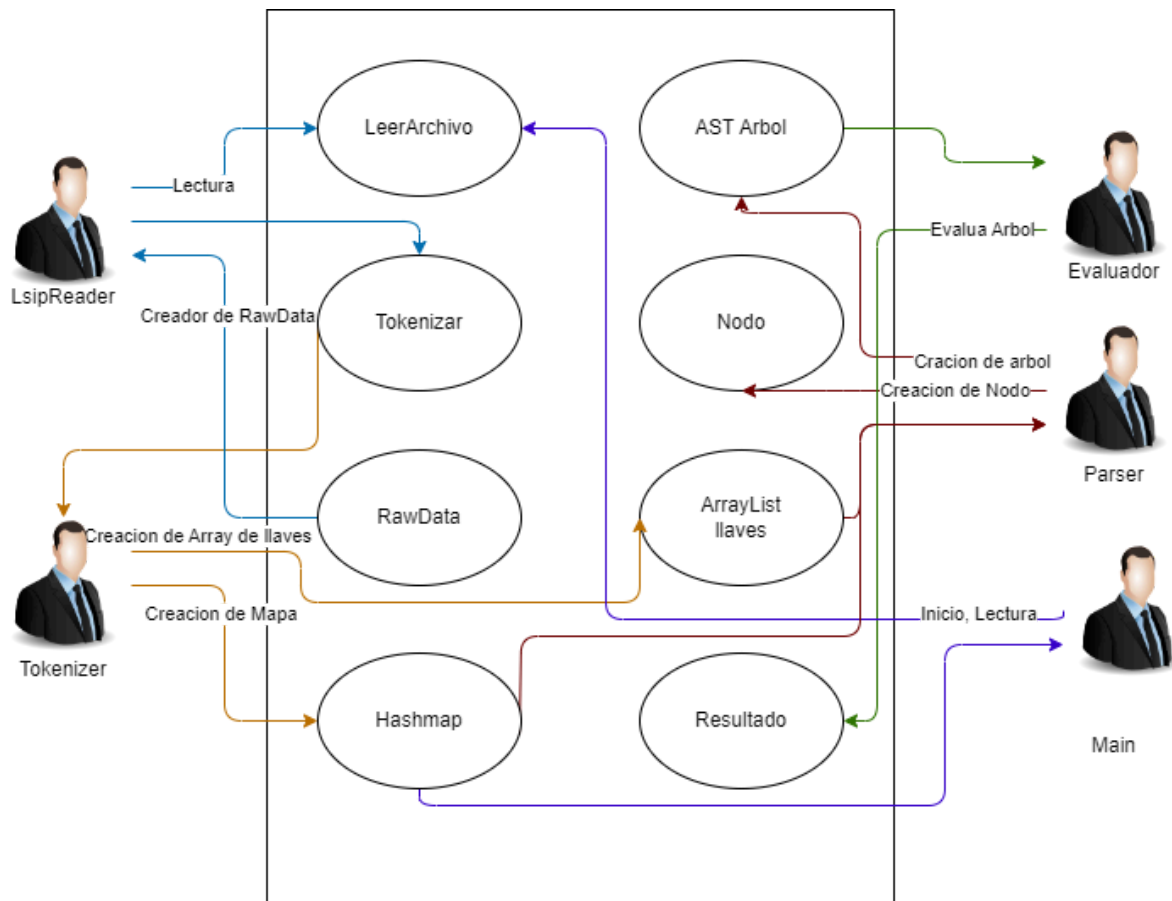 LeerArchivo
AST Arbol
Lectura
LsipReader
Evalua Arbol
Evaluador
Creador de RawData
Tokenizar
Nodo
Cracion de arbol
Creacion de Nodo
Parser
RawData
ArrayList
llaves
Creacion de Array de llaves
Creacion de Mapa
Inicio, Lectura
Tokenizer
Hashmap
Resultado
Main